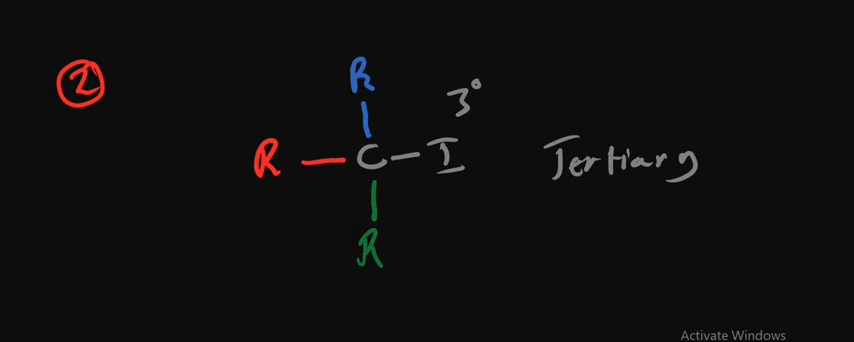 2
R
3°
R — C — I
Tertiary
R
Activate Windows